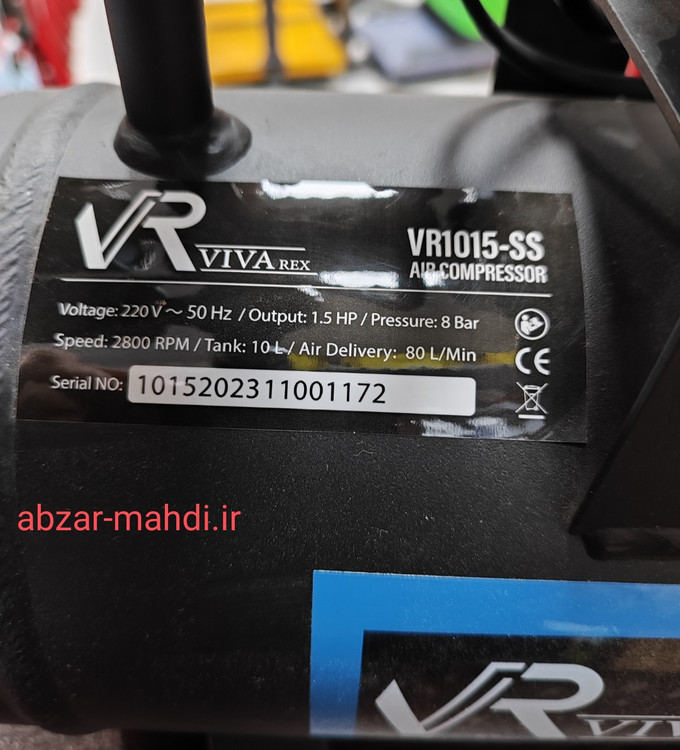 VR VIVA REX
VR1015-SS
AIR COMPRESSOR
Voltage: 220 V ~ 50 Hz / Output: 1.5 HP / Pressure: 8 Bar
Speed: 2800 RPM / Tank: 10 L / Air Delivery: 80 L/Min
Serial NO: 1015202311001172
CE
abzar-mahdi.ir
VR VI